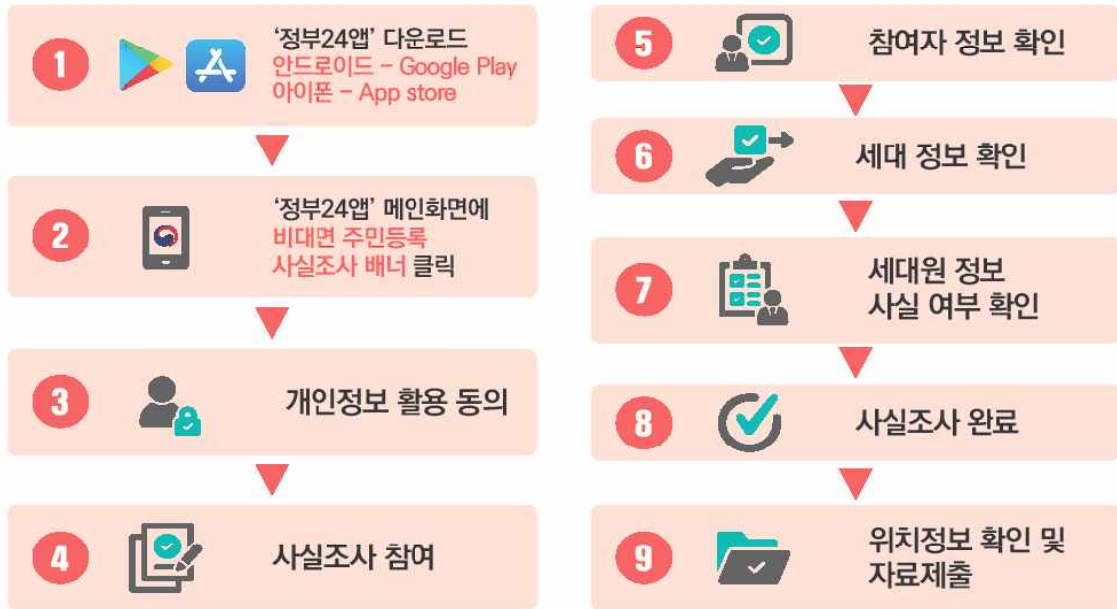 1
‘정부24앱’ 다운로드
안드로이드 – Google Play
아이폰 – App store
2
‘정부24앱’ 메인화면에
비대면 주민등록
사실조사 배너 클릭
3
개인정보 활용 동의
4
사실조사 참여
5
참여자 정보 확인
6
세대 정보 확인
7
세대원 정보
사실 여부 확인
8
사실조사 완료
9
위치정보 확인 및
자료제출